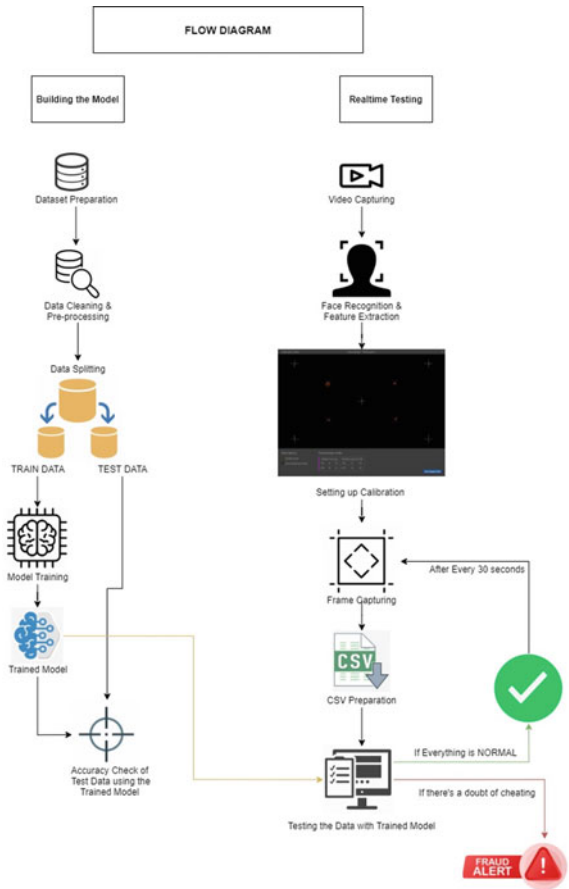 FLOW DIAGRAM
Building the Model
Dataset Preparation
Data Cleaning &
Pre-processing
Data Splitting
TRAIN DATA
TEST DATA
Model Training
Trained Model
Accuracy Check of
Test Data using the
Trained Model
Realtime Testing
Video Capturing
Face Recognition &
Feature Extraction
Setting up Calibration
After Every 30 seconds
Frame Capturing
CSV
CSV Preparation
If Everything is NORMAL
If there's a doubt of cheating
Testing the Data with Trained Model
FRAUD
ALERT